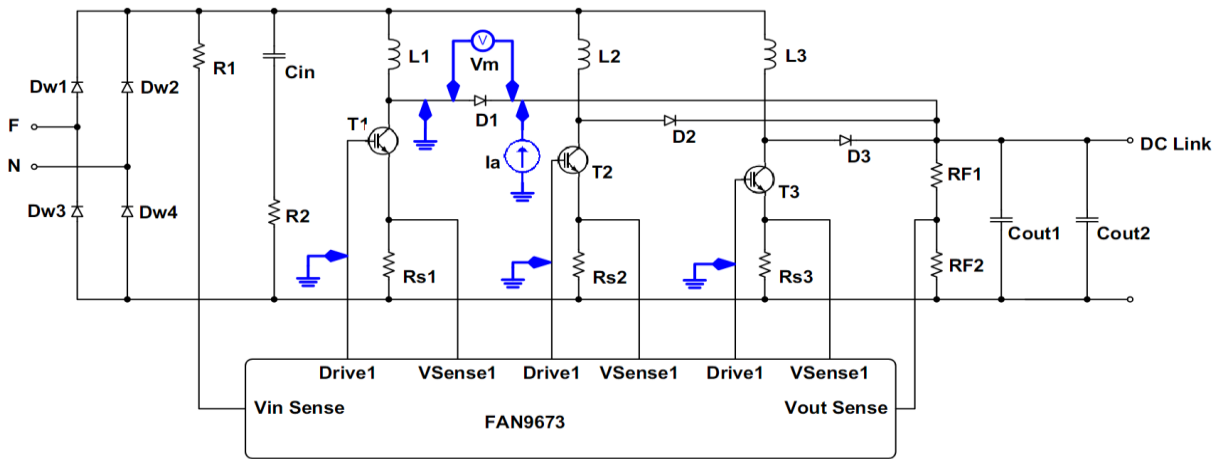 L1
V
Vm
L2
L3
R1
Cin
Dw1
Dw2
F
T1
D1
D2
N
Ia
T2
D3
DC Link
RF1
T3
Dw3
Dw4
R2
Cout1
Cout2
Rs1
Rs2
Rs3
RF2
Drive1
VSense1
Drive1
VSense1
Drive1
VSense1
Vin Sense
Vout Sense
FAN9673